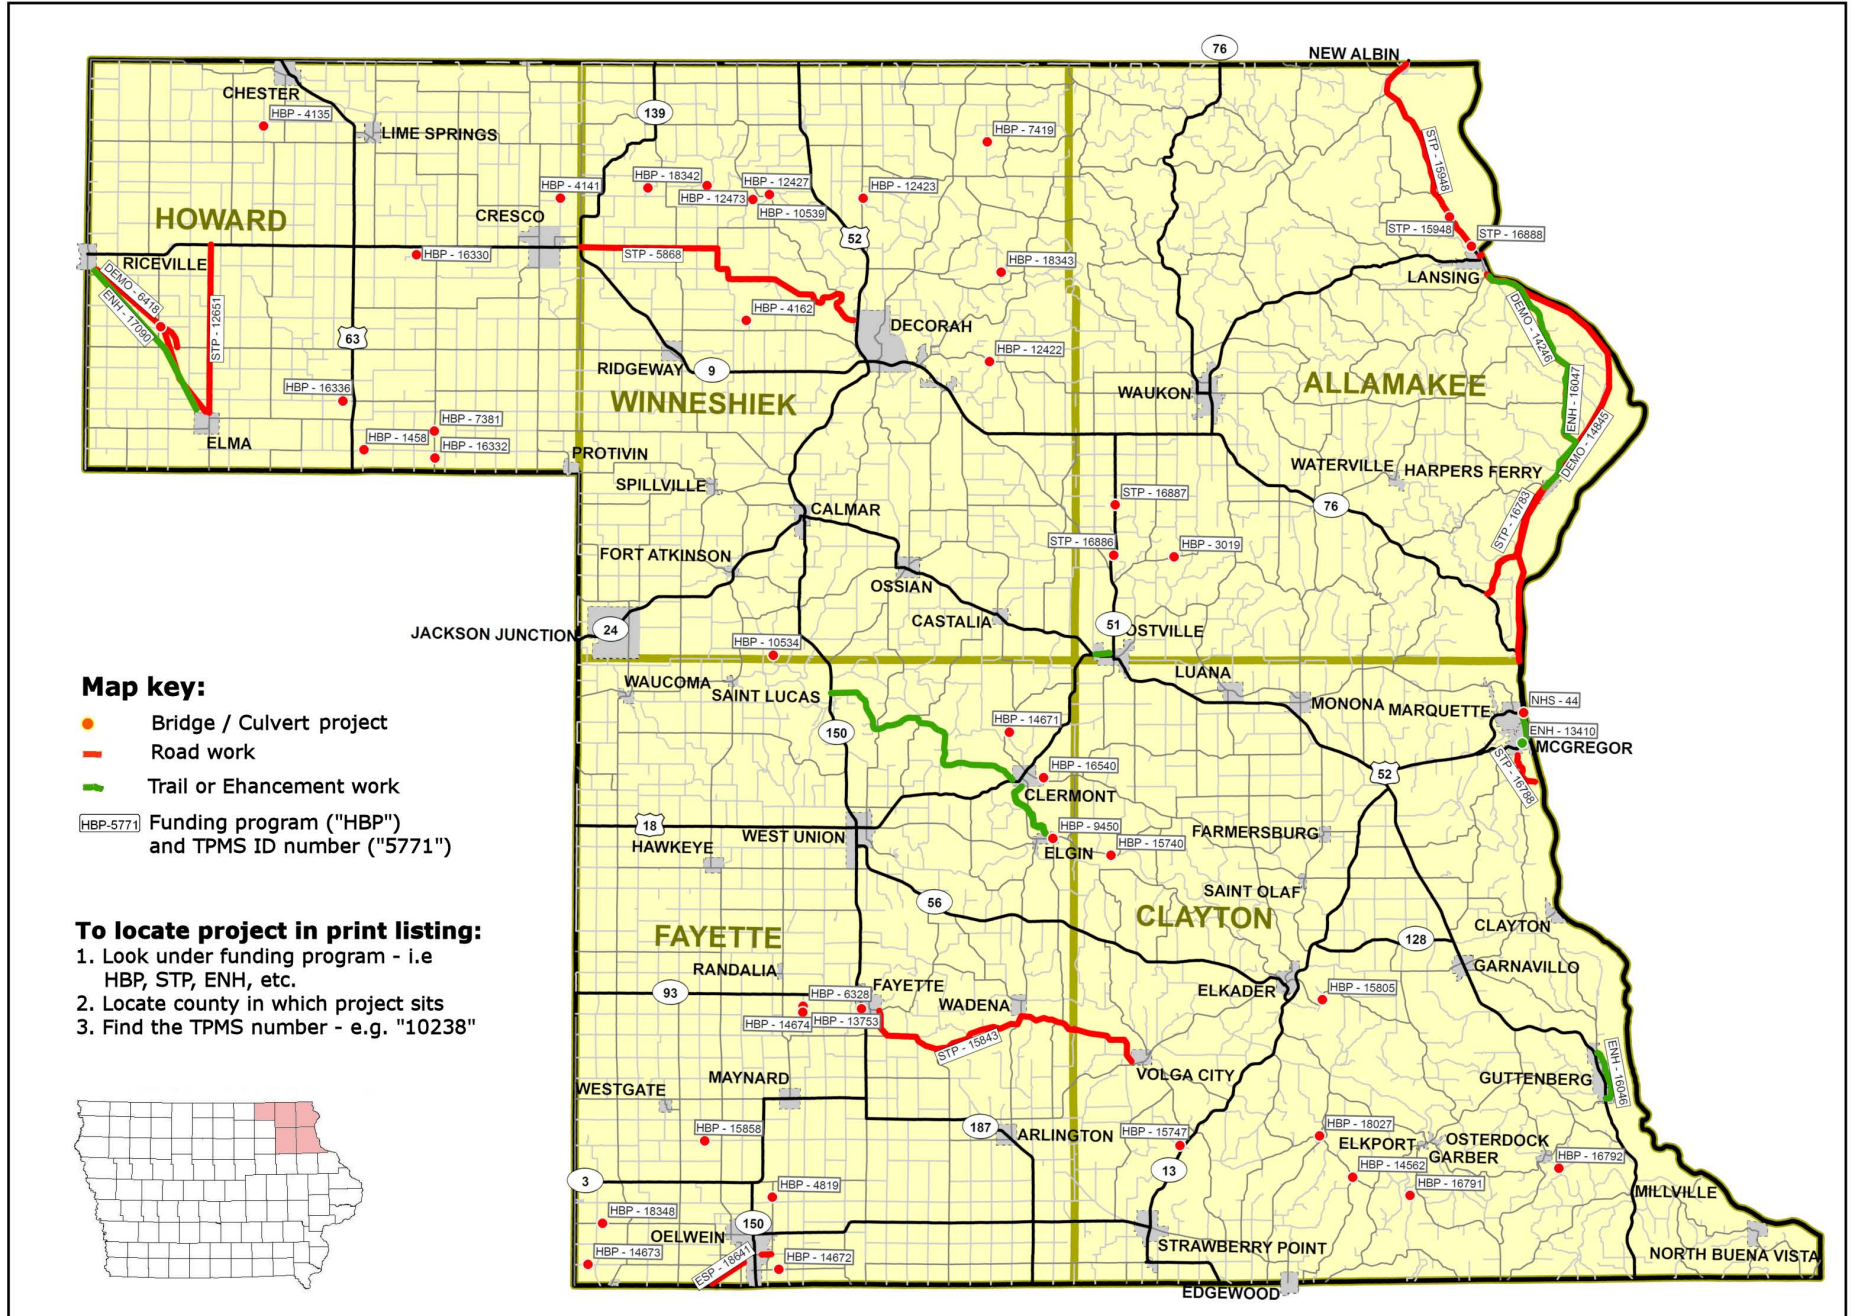 76
NEW ALBIN
CHESTER
HBP - 4135
LIME SPRINGS
139
HBP - 7419
STP - 15948
HBP - 4141
HBP - 18342
HBP - 12473
HBP - 12427
HBP - 10539
HBP - 12423
HOWARD
CRESCO
52
STP - 15948
STP - 16888
RICEVILLE
HBP - 16330
STP - 5868
HBP - 18343
LANSING
DEMO - 6418
ENH - 17090
STP - 12651
63
HBP - 4162
DECORAH
DEMO - 14246
RIDGEWAY
9
HBP - 12422
WINNESHIEK
WAUKON
ALLAMAKEE
ENH - 16047
HBP - 16336
HBP - 7381
HBP - 1458
HBP - 16332
ELMA
DEMO - 14845
PROTIVIN
SPILLVILLE
WATERVILLE
HARPERS FERRY
CALMAR
STP - 16887
76
STP - 16783
FORT ATKINSON
STP - 16886
HBP - 3019
OSSIAN
CASTALIA
JACKSON JUNCTION
24
HBP - 10534
51
OSTVILLE
LUANA
WAUCOMA
SAINT LUCAS
MONONA
MARQUETTE
NHS - 44
150
HBP - 14671
ENH - 13410
MCGREGOR
HBP - 16540
52
STP - 16788
CLERMONT
18
WEST UNION
HBP - 9450
FARMERSBURG
HAWKEYE
ELGIN
HBP - 15740
SAINT OLAF
56
CLAYTON
CLAYTON
FAYETTE
128
RANDALIA
GARNAVILLO
93
HBP - 6328
FAYETTE
WADENA
ELKADER
HBP - 15805
HBP - 14674
HBP - 13753
STP - 15843
VOLGA CITY
GUTTENBERG
ENH - 16046
WESTGATE
MAYNARD
HBP - 15858
187
ARLINGTON
HBP - 15747
HBP - 18027
ELKPORT
OSTERDOCK
GARBER
HBP - 16792
3
13
HBP - 14562
HBP - 16791
HBP - 4819
MILLVILLE
HBP - 18348
150
OELWEIN
STRAWBERRY POINT
HBP - 14673
ESP - 18641
HBP - 14672
NORTH BUENA VISTA
EDGEWOOD
Map key:
Bridge / Culvert project
Road work
Trail or Ehancement work
HBP-5771 Funding program ("HBP")
and TPMS ID number ("5771")
To locate project in print listing:
1. Look under funding program - i.e
HBP, STP, ENH, etc.
2. Locate county in which project sits
3. Find the TPMS number - e.g. "10238"